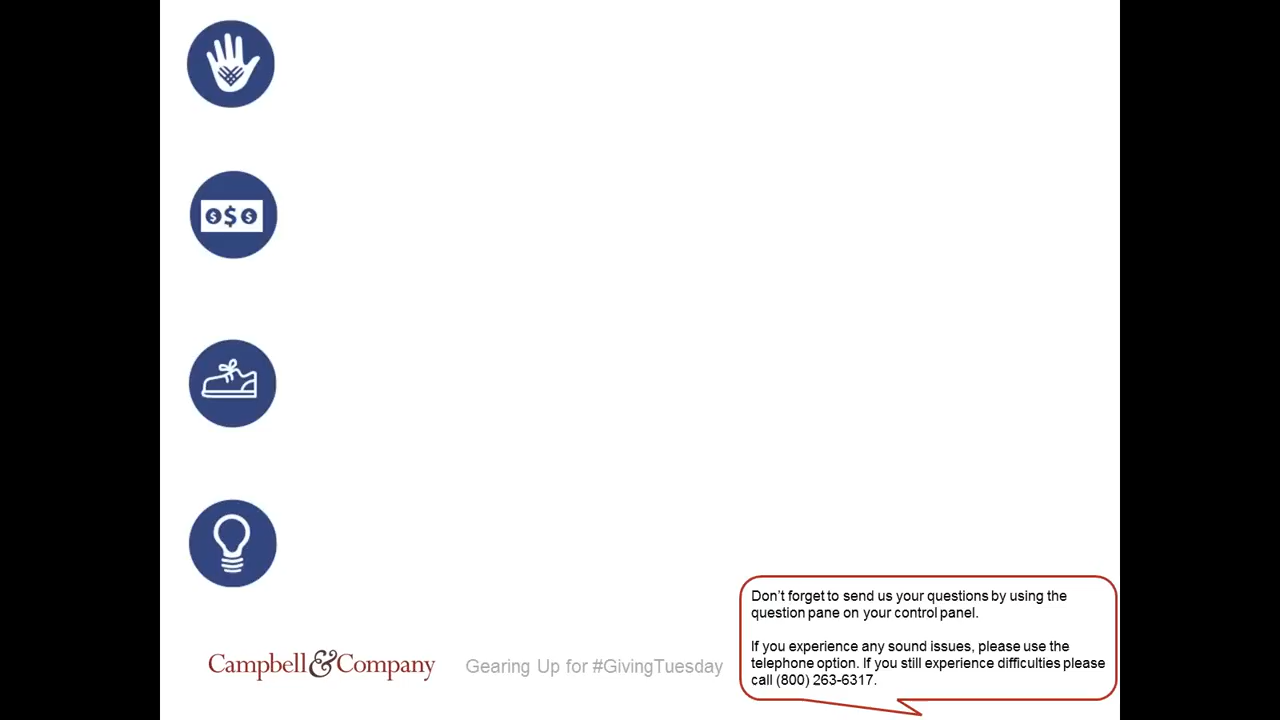 $ $ $
Don't forget to send us your questions by using the
question pane on your control panel.
If you experience any sound issues, please use the
telephone option. If you still experience difficulties please
call (800) 263-6317.
Campbell&Company
Gearing Up for #GivingTuesday